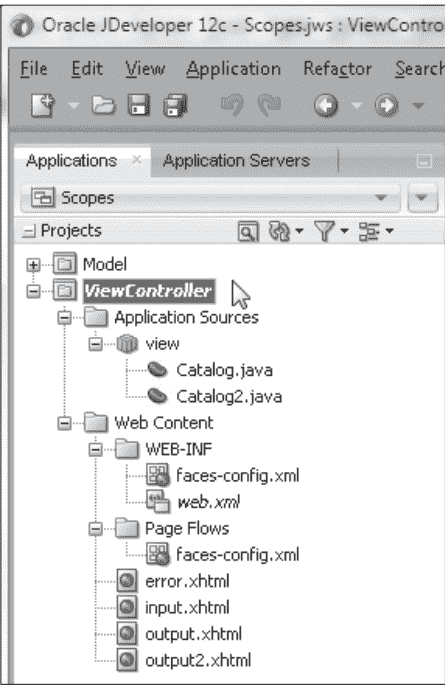 Oracle JDeveloper 12c - Scopes.jws : ViewContro
File Edit View Application Refactor Search
Applications × Application Servers
Scopes
Projects
Model
ViewController
Application Sources
view
Catalog.java
Catalog2.java
Web Content
WEB-INF
faces-config.xml
web.xml
Page Flows
faces-config.xml
error.xhtml
input.xhtml
output.xhtml
output2.xhtml